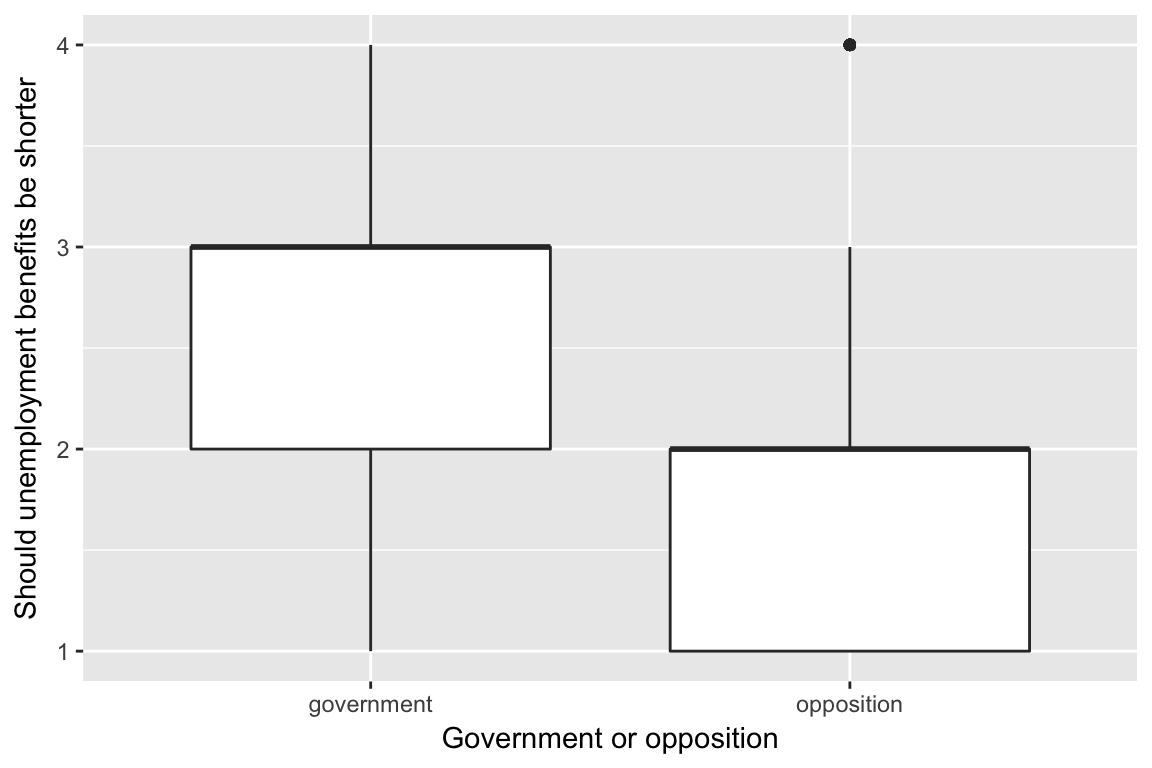 Should unemployment benefits be shorter
4
3
2
1
government
opposition
Government or opposition